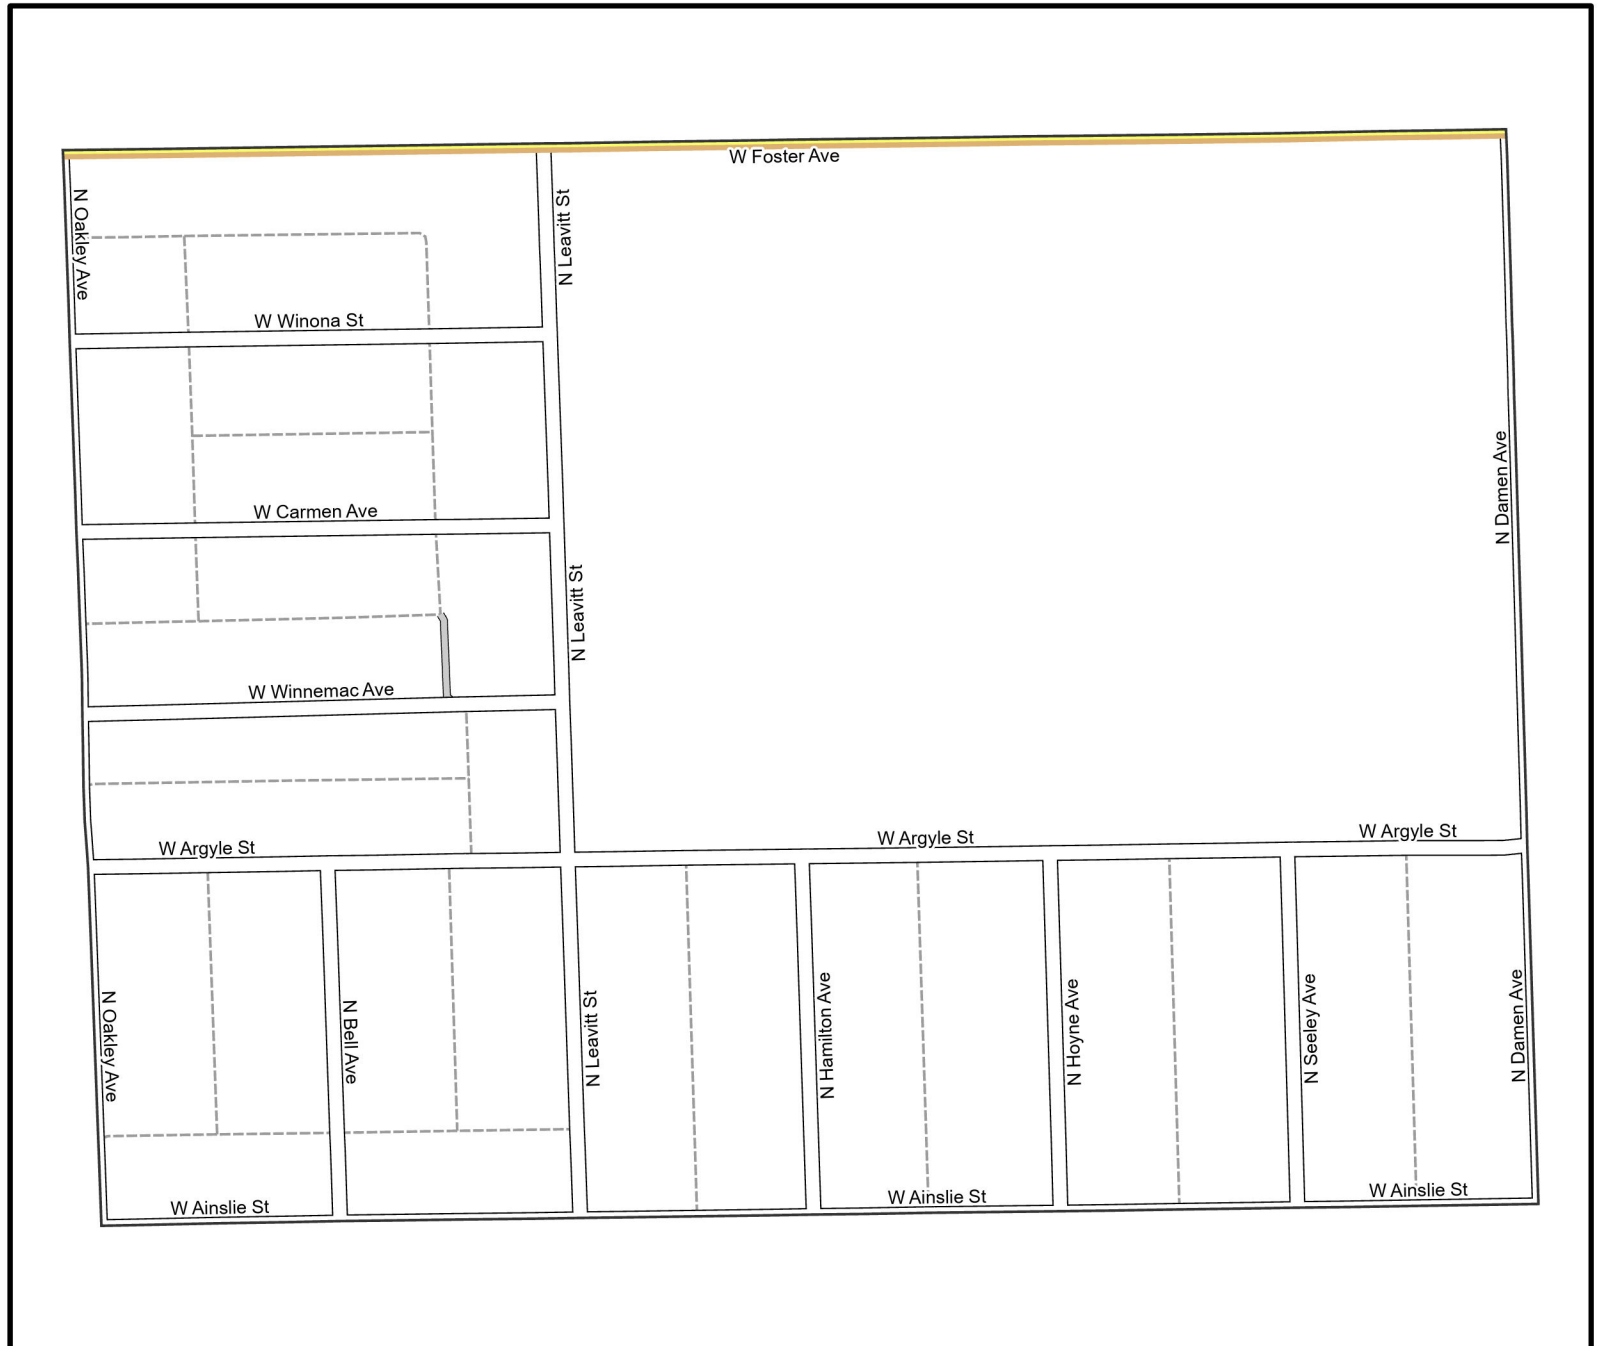 W Foster Ave
N Oakley Ave
N Leavitt St
W Winona St
N Damen Ave
W Carmen Ave
N Leavitt St
W Winnemac Ave
W Argyle St
W Argyle St
W Argyle St
N Oakley Ave
N Bell Ave
N Leavitt St
N Hamilton Ave
N Hoyne Ave
N Seeley Ave
N Damen Ave
W Ainslie St
W Ainslie St
W Ainslie St